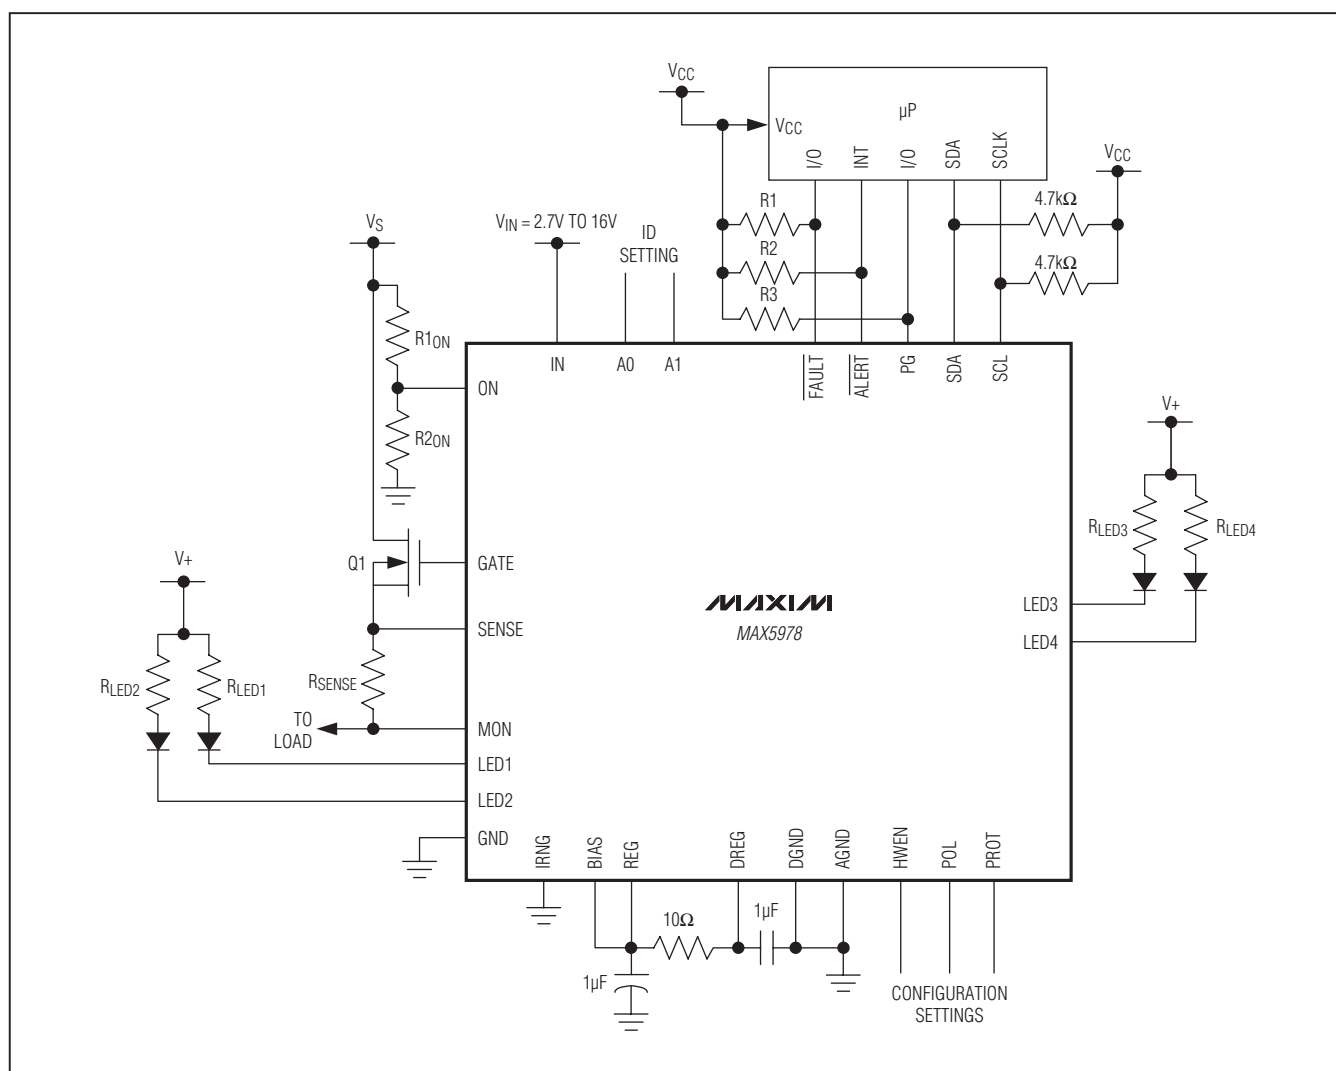 VCC
µP
VCC
I/O
INT
I/O
SDA
SCLK
VCC
R1
4.7kΩ
VS
VIN = 2.7V TO 16V
ID
SETTING
R2
4.7kΩ
R3
R1ON
IN
A0
A1
FAULT
ALERT
PG
SDA
SCL
ON
V+
R2ON
RLED3
RLED4
V+
Q1
GATE
MAXIM
MAX5978
LED3
SENSE
LED4
RLED2
RLED1
RSENSE
TO
LOAD
MON
LED1
LED2
GND
IRNG
BIAS
REG
DREG
DGND
AGND
HWEN
POL
PROT
10Ω
1µF
1µF
CONFIGURATION
SETTINGS